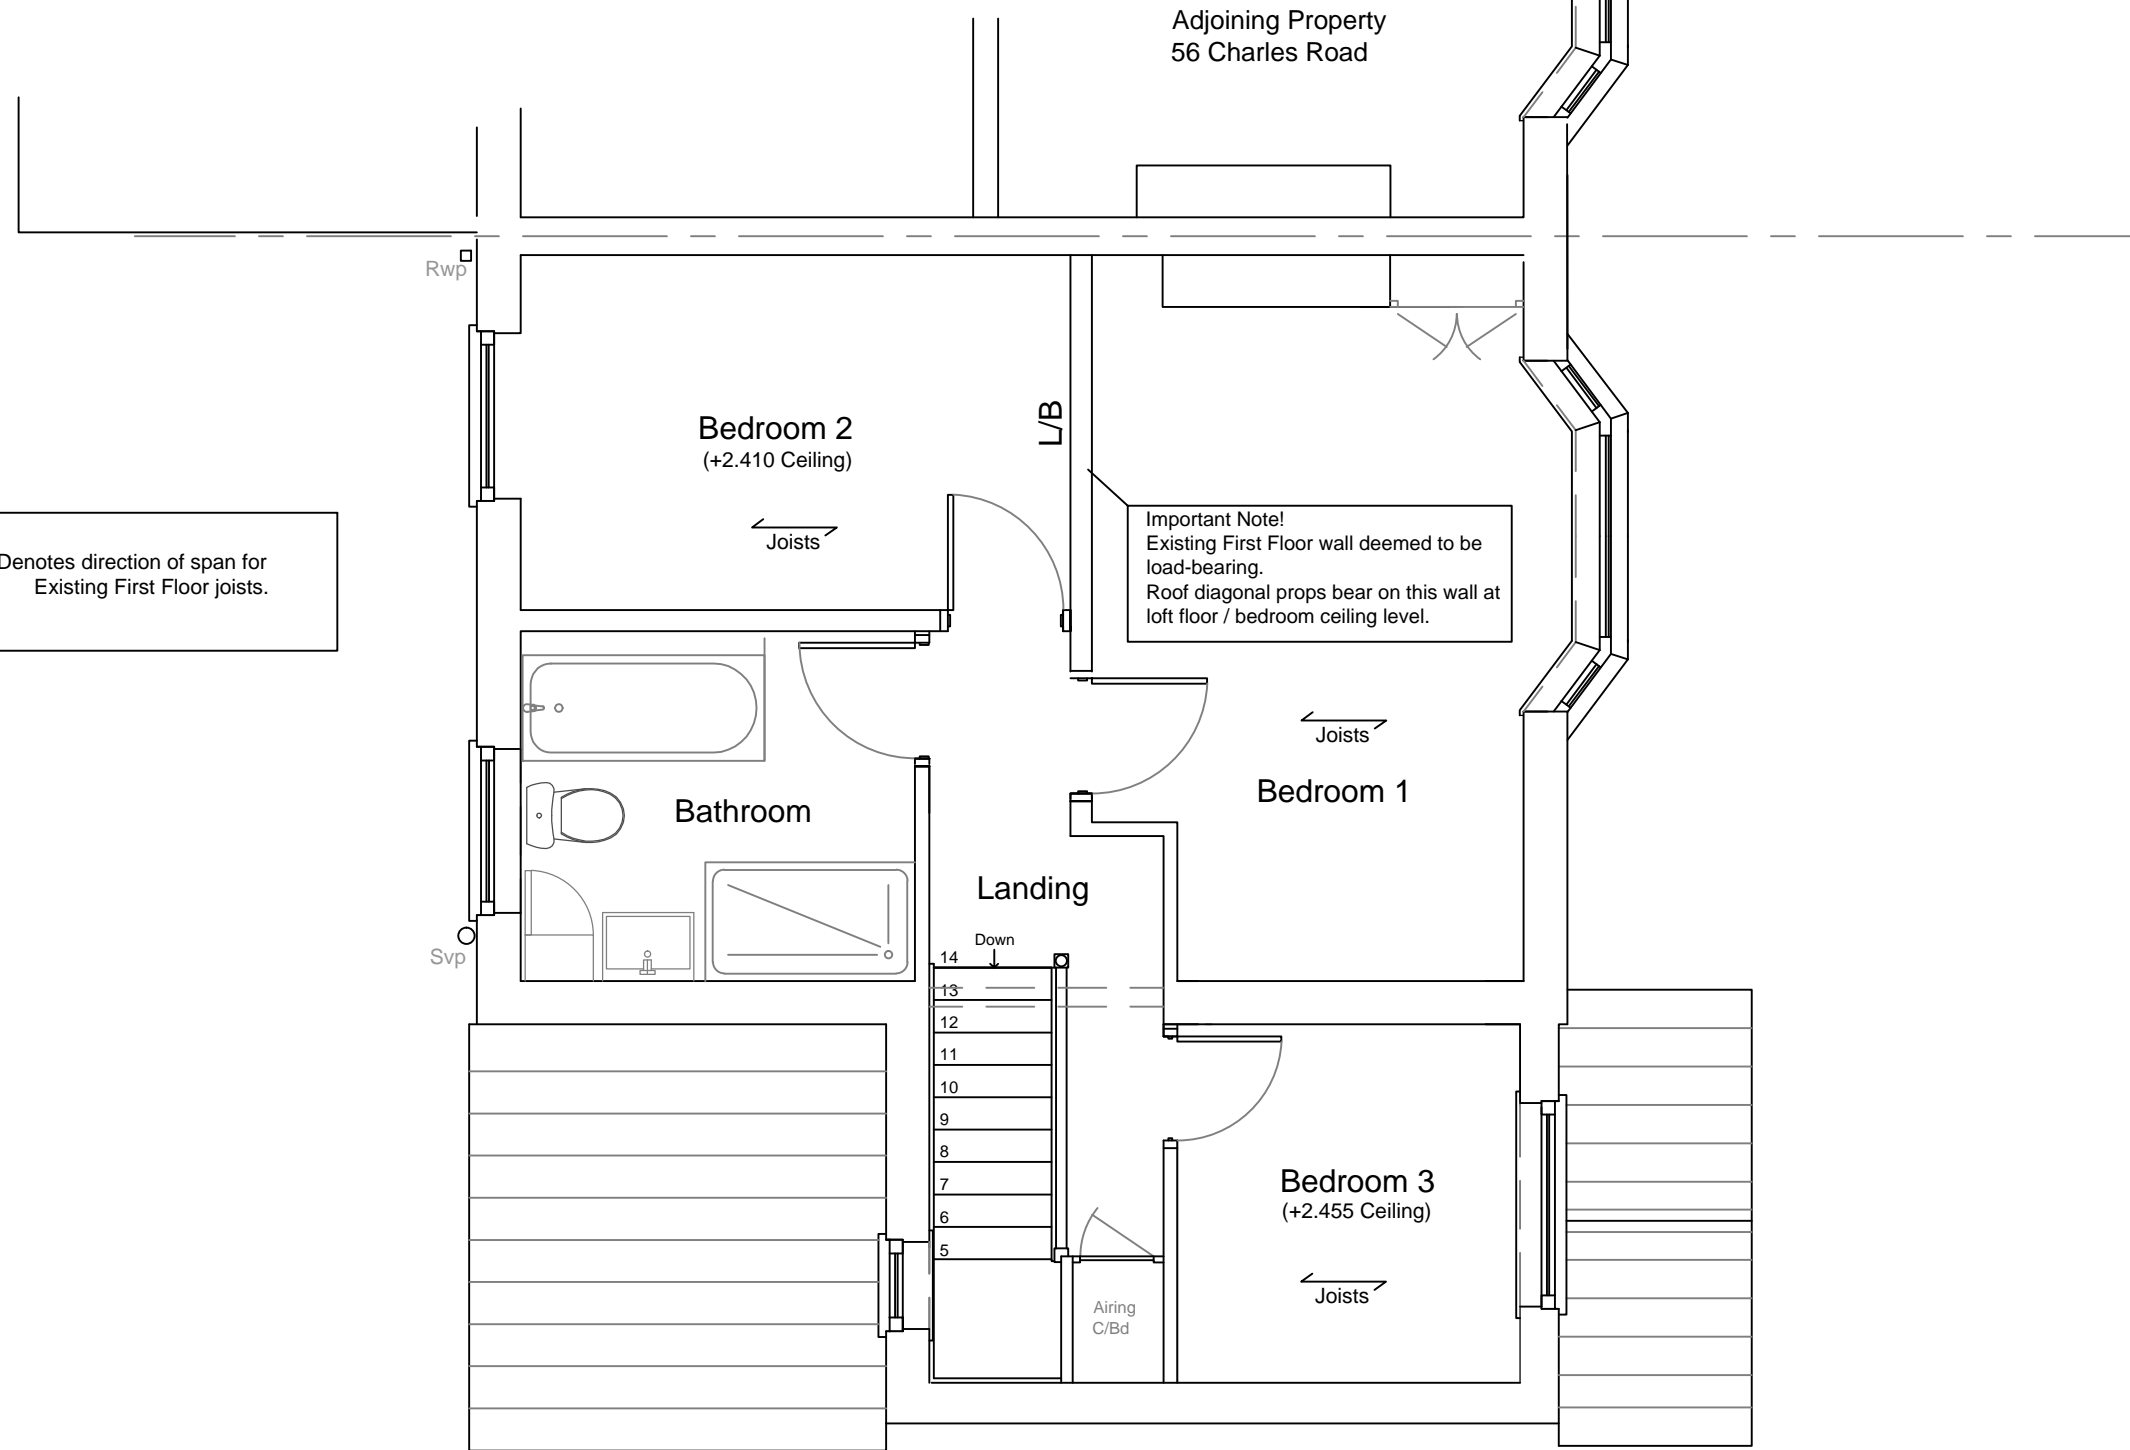 Adjoining Property
56 Charles Road
Rwp
Bedroom 2
(+2.410 Ceiling)
L/B
Joists
Important Note!
Existing First Floor wall deemed to be
load-bearing.
Roof diagonal props bear on this wall at
loft floor / bedroom ceiling level.
Denotes direction of span for
Existing First Floor joists.
Joists
Bedroom 1
Bathroom
Landing
Svp
Down
14
13
12
11
10
9
8
7
6
5
Bedroom 3
(+2.455 Ceiling)
Joists
Airing
C/Bd